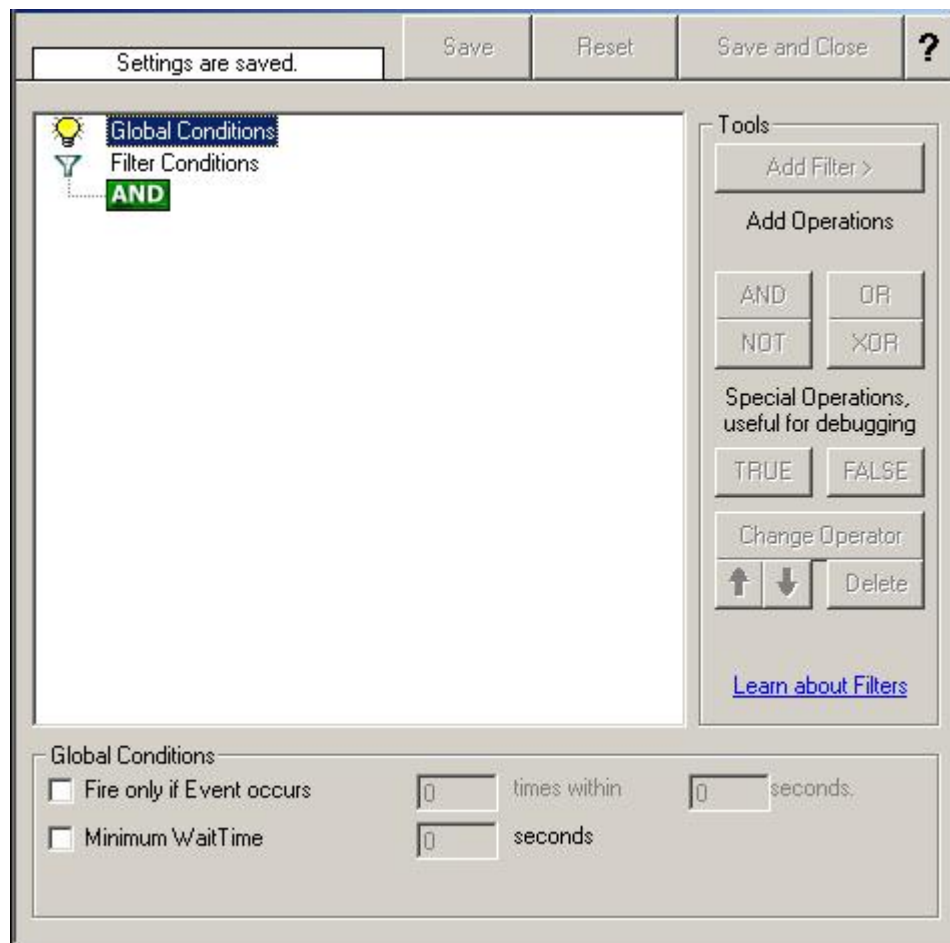 Settings are saved.
Save
Reset
Save and Close
?
Global Conditions
Filter Conditions
AND
Tools
Add Filter >
Add Operations
AND
OR
NOT
XOR
Special Operations,
useful for debugging
TRUE
FALSE
Change Operator
Delete
Learn about Filters
Global Conditions
Fire only if Event occurs
0
times within
0
seconds.
Minimum WaitTime
0
seconds